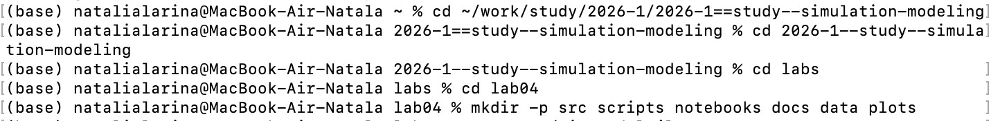 [(base) natalialarina@MacBook-Air-Natala ~ % cd ~/work/study/2026-1/2026-1==study--simulation-modeling]
[(base) natalialarina@MacBook-Air-Natala 2026-1==study--simulation-modeling % cd 2026-1--study--simula]
tion-modeling
[(base) natalialarina@MacBook-Air-Natala 2026-1--study--simulation-modeling % cd labs ]
[(base) natalialarina@MacBook-Air-Natala labs % cd lab04 ]
[(base) natalialarina@MacBook-Air-Natala lab04 % mkdir -p src scripts notebooks docs data plots ]